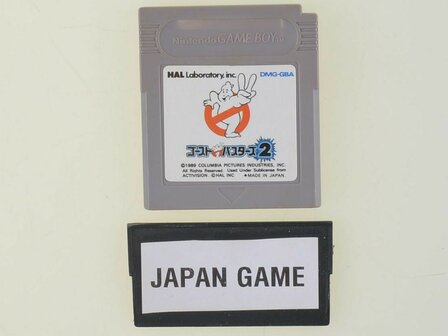 Nintendo GAME BOY TM
HAL Laboratory, inc. DMG-GBA
ゴーストバスターズ2
©1989 COLUMBIA PICTURES INDUSTRIES, INC.
All Rights Reserved. Used Under Sublicense from
ACTIVISION ©HAL INC ★MADE IN JAPAN
JAPAN GAME